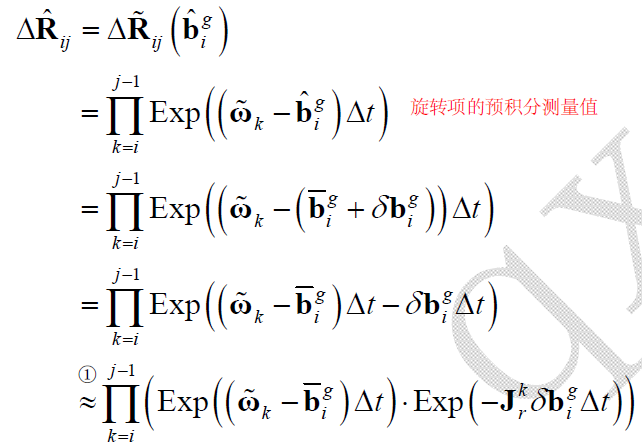 $\Delta\hat{\mathbf{R}}_{ij} = \Delta\tilde{\mathbf{R}}_{ij}\left(\hat{\mathbf{b}}_i^g\right)$
$= \prod_{k=i}^{j-1} \mathrm{Exp}\left(\left(\tilde{\boldsymbol{\omega}}_k - \hat{\mathbf{b}}_i^g\right)\Delta t\right)$ 旋转项的预积分测量值
$= \prod_{k=i}^{j-1} \mathrm{Exp}\left(\left(\tilde{\boldsymbol{\omega}}_k - \left(\overline{\mathbf{b}}_i^g + \delta\mathbf{b}_i^g\right)\right)\Delta t\right)$
$= \prod_{k=i}^{j-1} \mathrm{Exp}\left(\left(\tilde{\boldsymbol{\omega}}_k - \overline{\mathbf{b}}_i^g\right)\Delta t - \delta\mathbf{b}_i^g\Delta t\right)$
$\overset{①}{\approx} \prod_{k=i}^{j-1} \left(\mathrm{Exp}\left(\left(\tilde{\boldsymbol{\omega}}_k - \overline{\mathbf{b}}_i^g\right)\Delta t\right) \cdot \mathrm{Exp}\left(-\mathbf{J}_r^k \delta\mathbf{b}_i^g \Delta t\right)\right)$